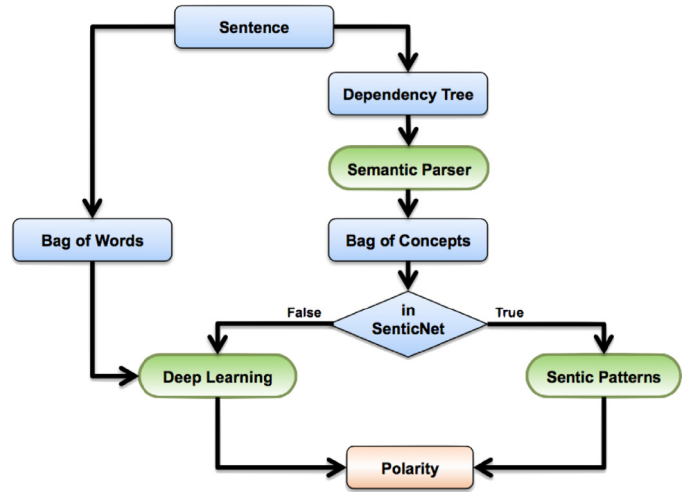 Sentence
Dependency Tree
Semantic Parser
Bag of Words
Bag of Concepts
False
in
SenticNet
True
Deep Learning
Sentic Patterns
Polarity